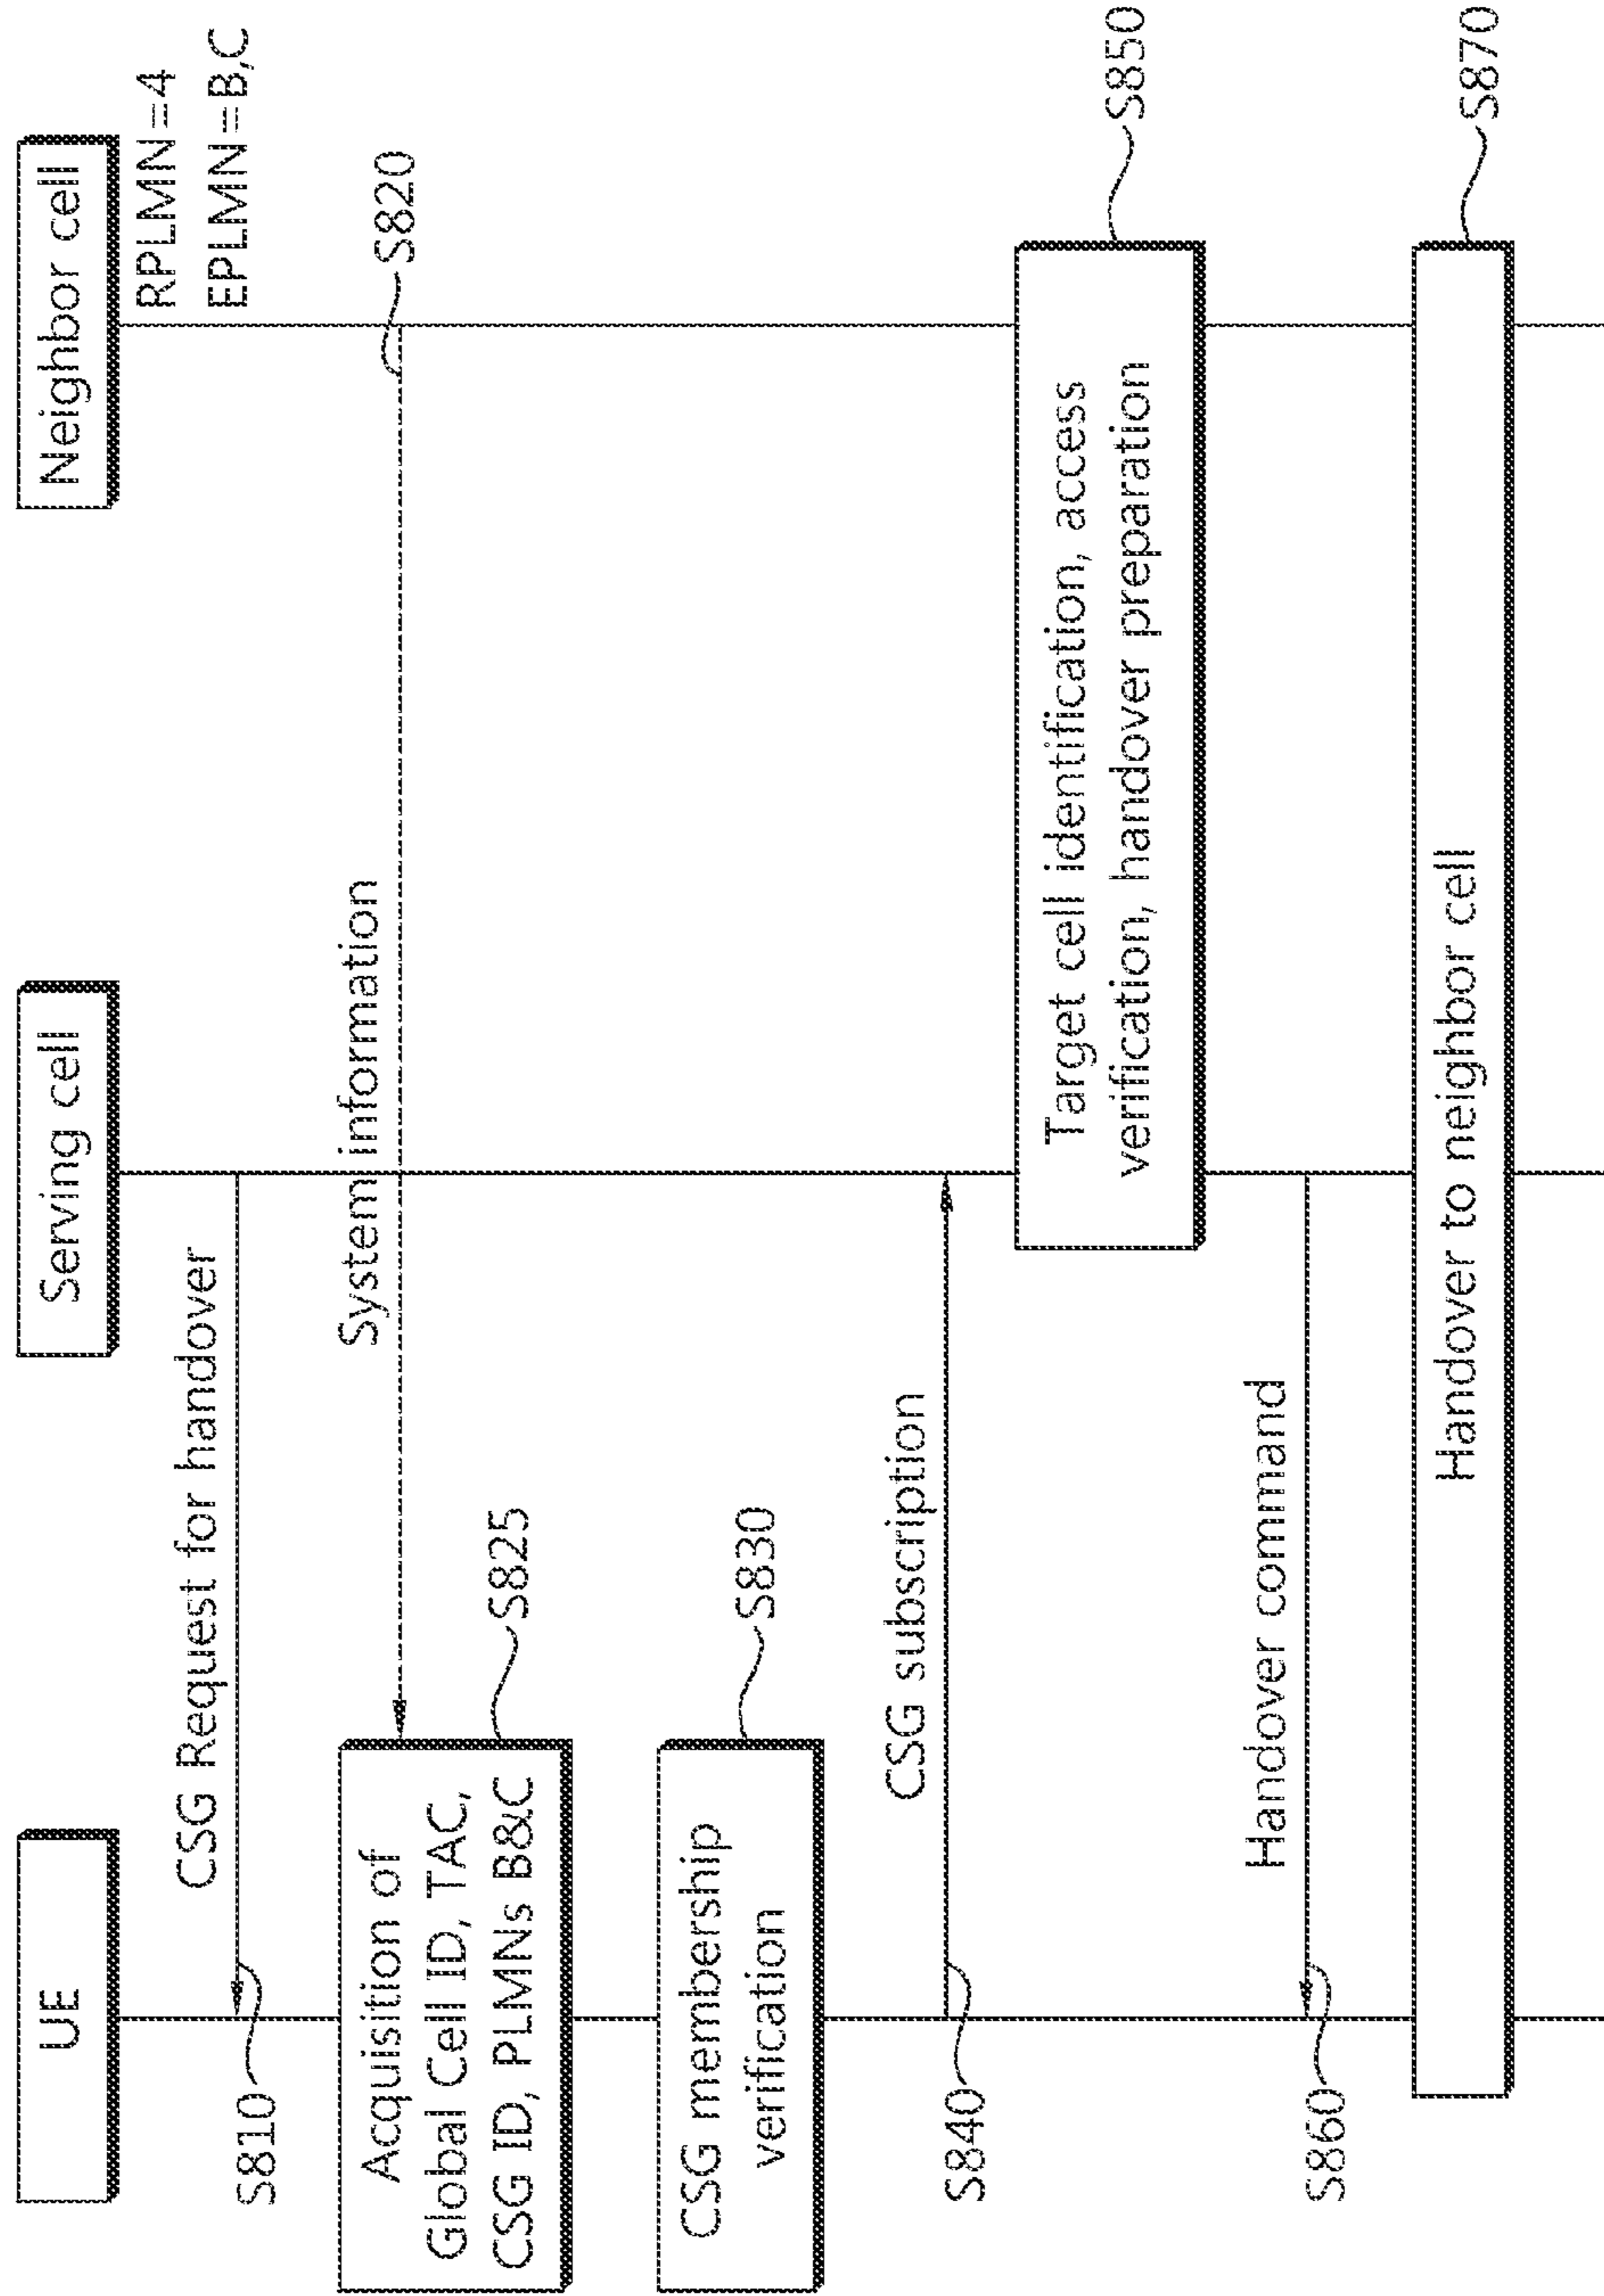 UE
Serving cell
Neighbor cell
RPLMN=4
EPLMN=B,C
CSG Request for handover
S810
System information
S820
Acquisition of
Global Cell ID, TAC,
CSG ID, PLMNs B&C
S825
CSG membership
verification
S830
CSG subscription
S840
Target cell identification, access
verification, handover preparation
S850
Handover command
S860
Handover to neighbor cell
S870